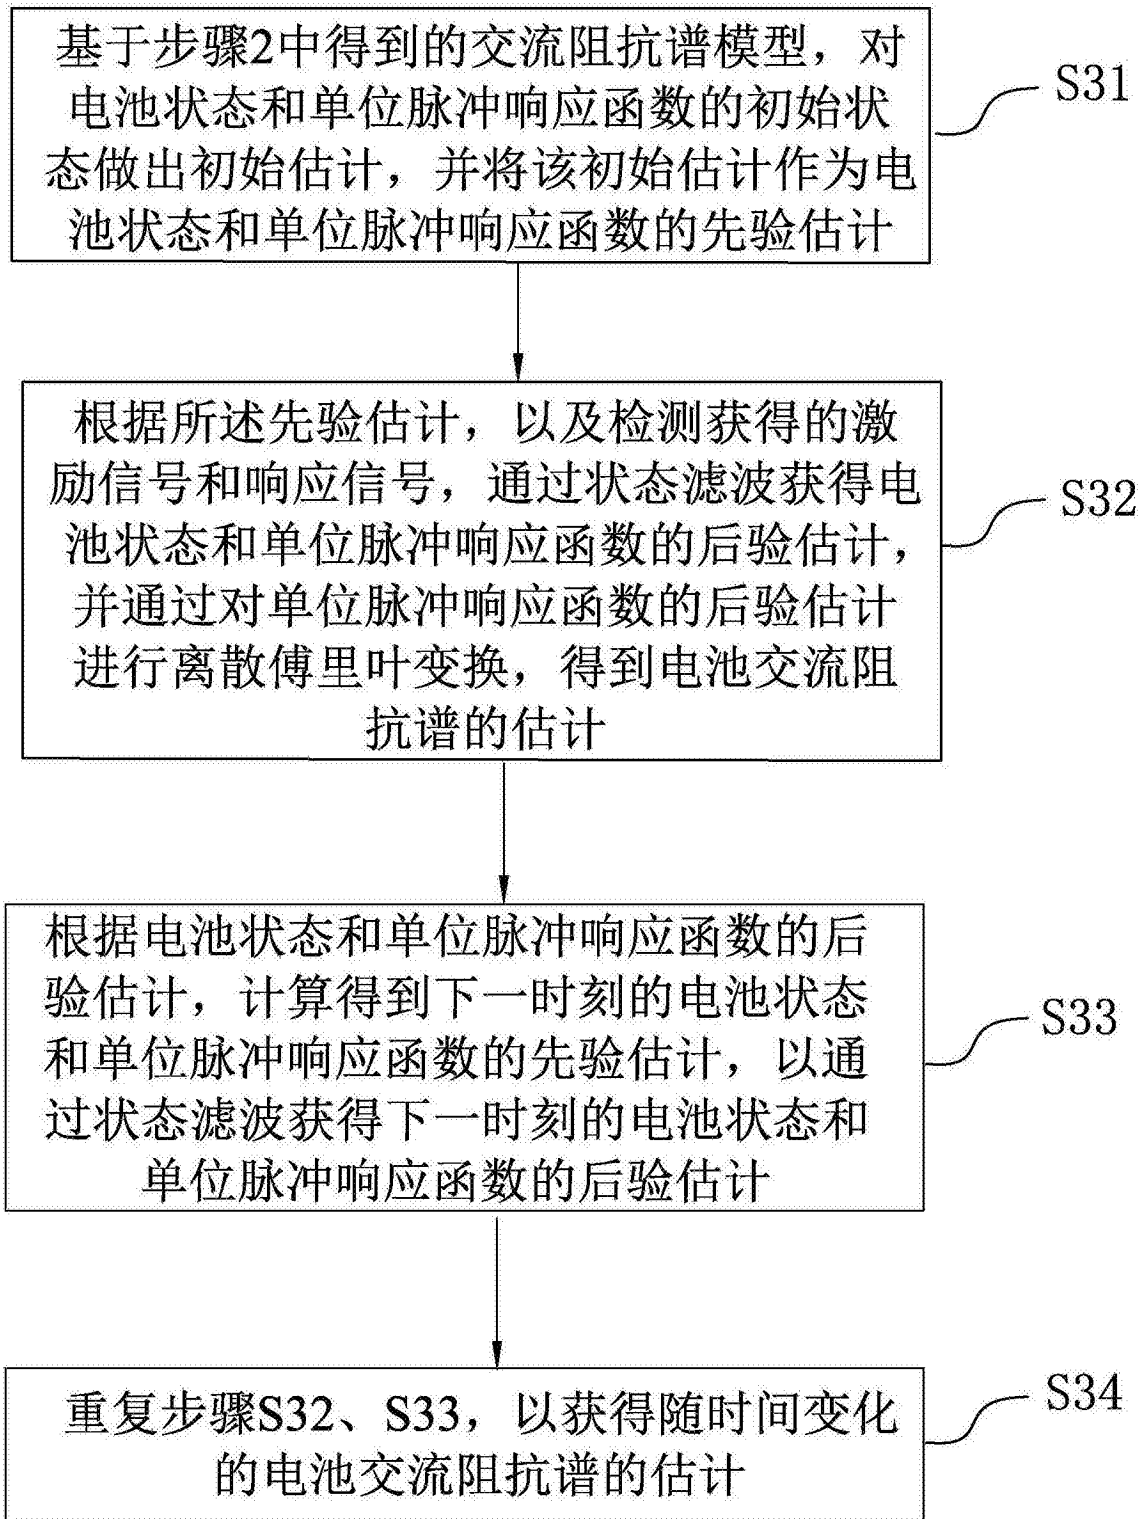 基于步骤2中得到的交流阻抗谱模型，对
电池状态和单位脉冲响应函数的初始状
态做出初始估计，并将该初始估计作为电
池状态和单位脉冲响应函数的先验估计
S31
根据所述先验估计，以及检测获得的激
励信号和响应信号，通过状态滤波获得电
池状态和单位脉冲响应函数的后验估计，
并通过对单位脉冲响应函数的后验估计
进行离散傅里叶变换，得到电池交流阻
抗谱的估计
S32
根据电池状态和单位脉冲响应函数的后
验估计，计算得到下一时刻的电池状态
和单位脉冲响应函数的先验估计，以通
过状态滤波获得下一时刻的电池状态和
单位脉冲响应函数的后验估计
S33
重复步骤S32、S33，以获得随时间变化
的电池交流阻抗谱的估计
S34